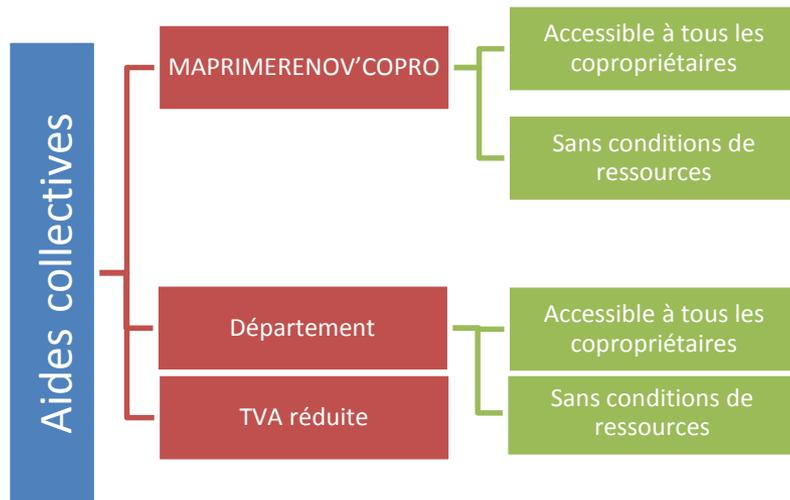 Aides collectives
MAPRIMERENOV’COPRO
Accessible à tous les
copropriétaires
Sans conditions de
ressources
Département
Accessible à tous les
copropriétaires
TVA réduite
Sans conditions de
ressources